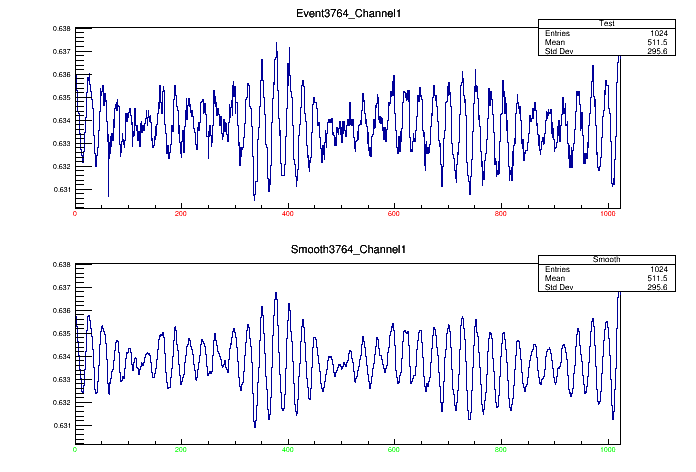 Event3764_Channel1
Test
Entries 1024
Mean 511.5
Std Dev 295.6
0.638
0.637
0.636
0.635
0.634
0.633
0.632
0.631
0 200 400 600 800 1000
Smooth3764_Channel1
Smooth
Entries 1024
Mean 511.5
Std Dev 295.6
0.638
0.637
0.636
0.635
0.634
0.633
0.632
0.631
0 200 400 600 800 1000